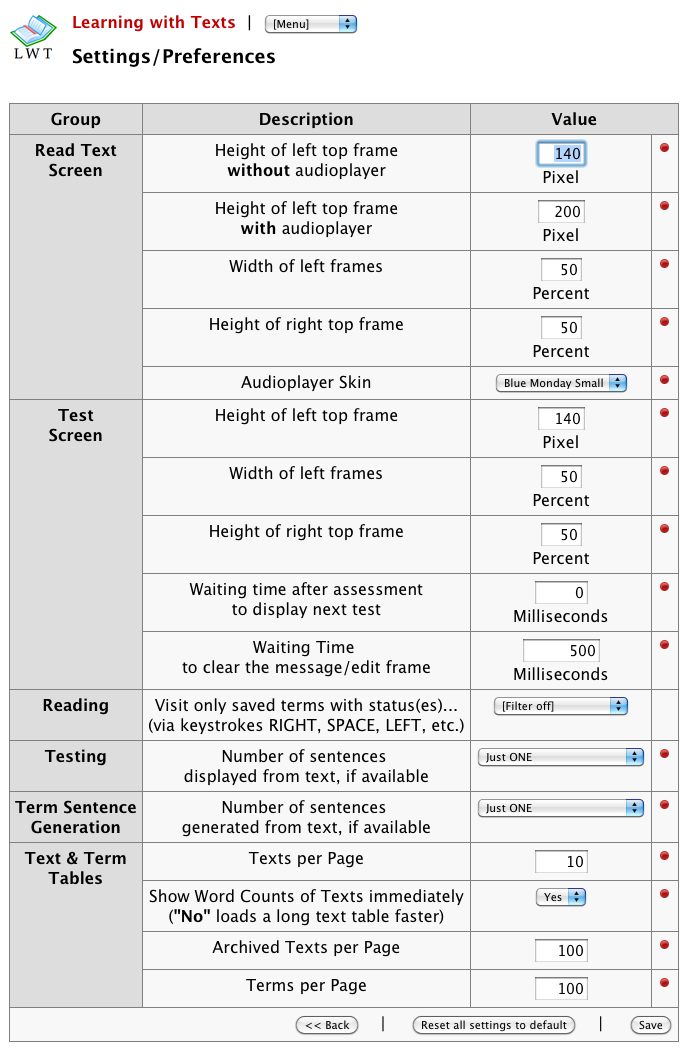 Learning with Texts | [Menu]
LWT
Settings/Preferences
Group Description Value
Read Text
Screen
Height of left top frame
without audioplayer
140
Pixel
Height of left top frame
with audioplayer
200
Pixel
Width of left frames
50
Percent
Height of right top frame
50
Percent
Audioplayer Skin
Blue Monday Small
Test
Screen
Height of left top frame
140
Pixel
Width of left frames
50
Percent
Height of right top frame
50
Percent
Waiting time after assessment
to display next test
0
Milliseconds
Waiting Time
to clear the message/edit frame
500
Milliseconds
Reading
Visit only saved terms with status(es)...
(via keystrokes RIGHT, SPACE, LEFT, etc.)
[Filter off]
Testing
Number of sentences
displayed from text, if available
Just ONE
Term Sentence
Generation
Number of sentences
generated from text, if available
Just ONE
Text & Term
Tables
Texts per Page
10
Show Word Counts of Texts immediately
("No" loads a long text table faster)
Yes
Archived Texts per Page
100
Terms per Page
100
<< Back | Reset all settings to default | Save